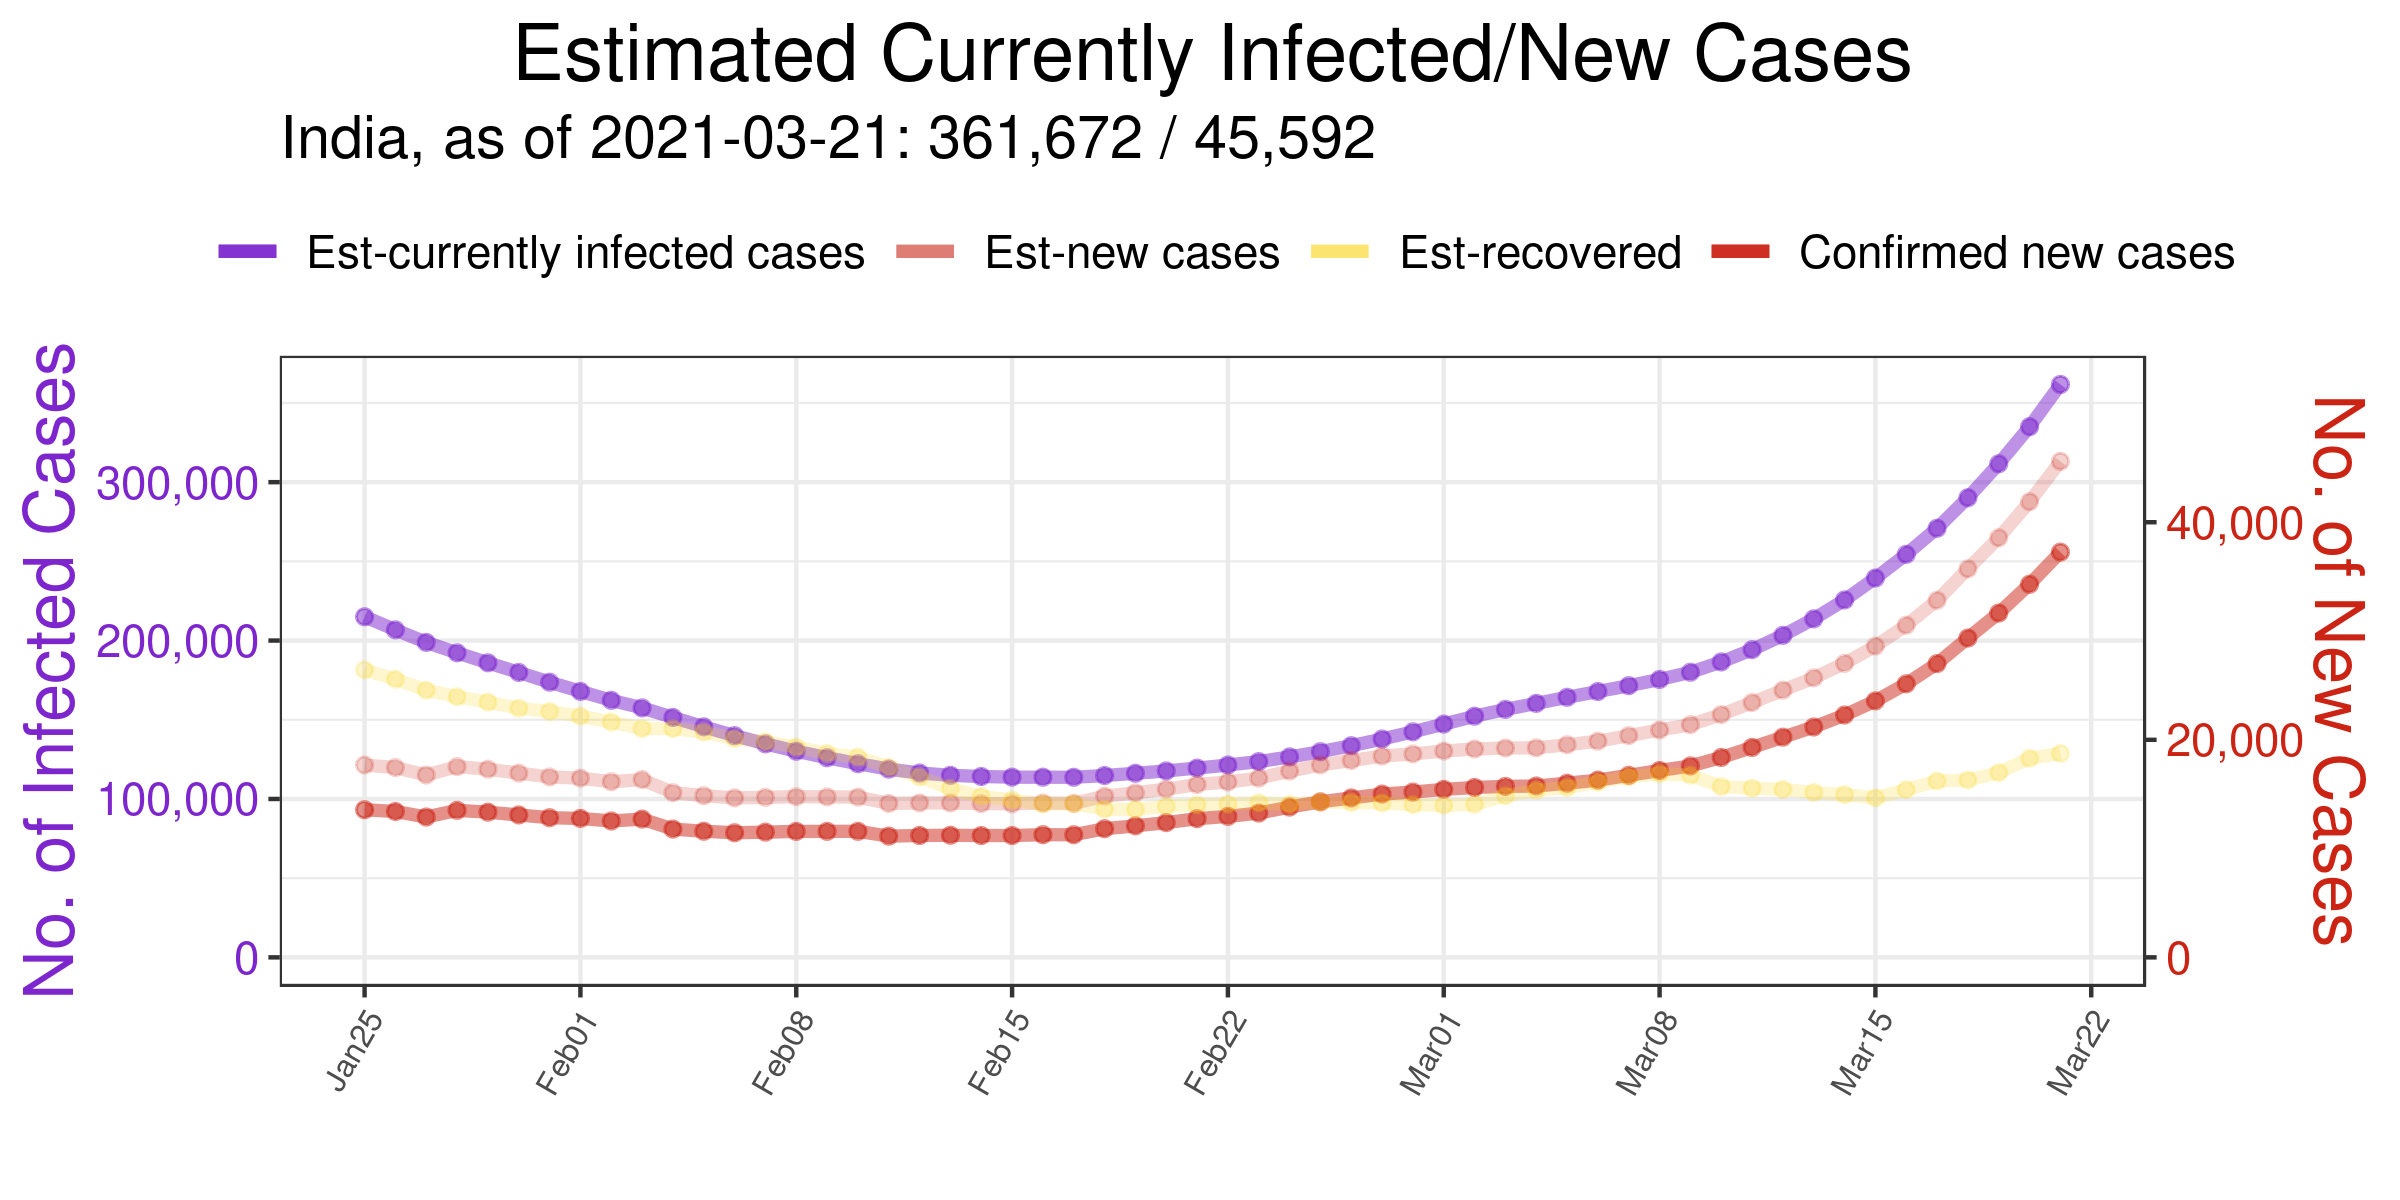 Estimated Currently Infected/New Cases
India, as of 2021-03-21: 361,672 / 45,592
Est-currently infected cases Est-new cases Est-recovered Confirmed new cases
No. of Infected Cases
300,000
200,000
100,000
0
40,000
20,000
0
No. of New Cases
Jan25 Feb01 Feb08 Feb15 Feb22 Mar01 Mar08 Mar15 Mar22